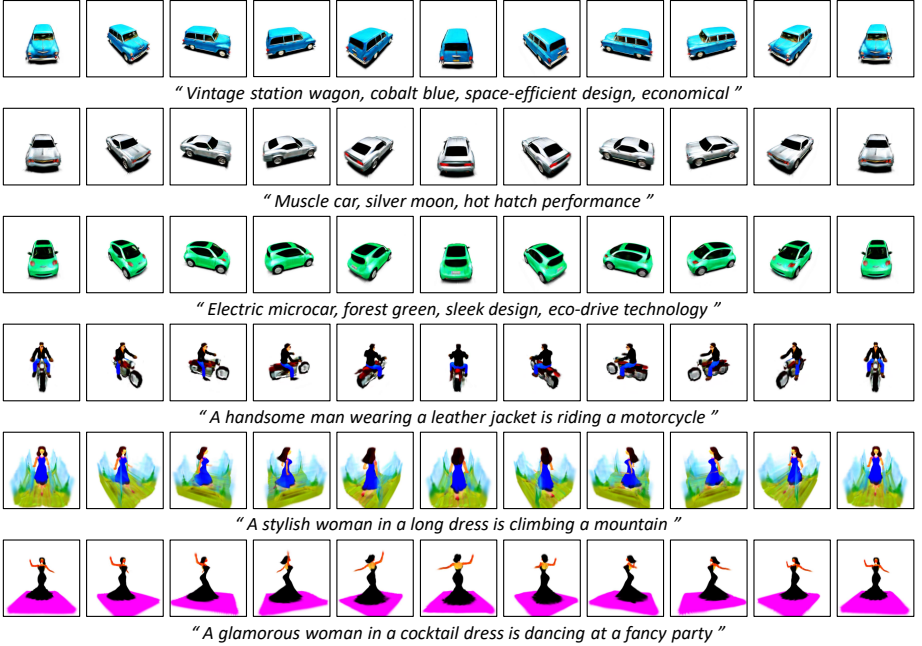 “ Vintage station wagon, cobalt blue, space-efficient design, economical ”
“ Muscle car, silver moon, hot hatch performance ”
“ Electric microcar, forest green, sleek design, eco-drive technology ”
“ A handsome man wearing a leather jacket is riding a motorcycle ”
“ A stylish woman in a long dress is climbing a mountain ”
“ A glamorous woman in a cocktail dress is dancing at a fancy party ”